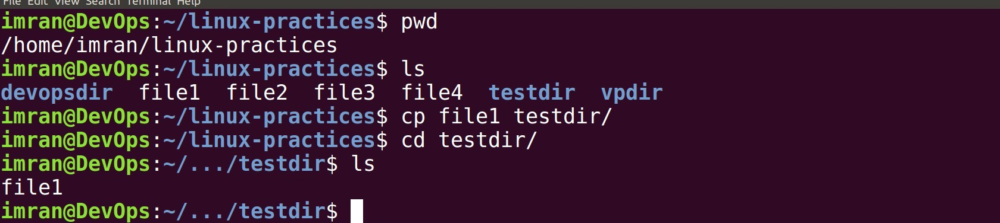 File Edit View Search Terminal Help
imran@DevOps:~/linux-practices$ pwd
/home/imran/linux-practices
imran@DevOps:~/linux-practices$ ls
devopsdir  file1  file2  file3  file4  testdir  vpdir
imran@DevOps:~/linux-practices$ cp file1 testdir/
imran@DevOps:~/linux-practices$ cd testdir/
imran@DevOps:~/.../testdir$ ls
file1
imran@DevOps:~/.../testdir$